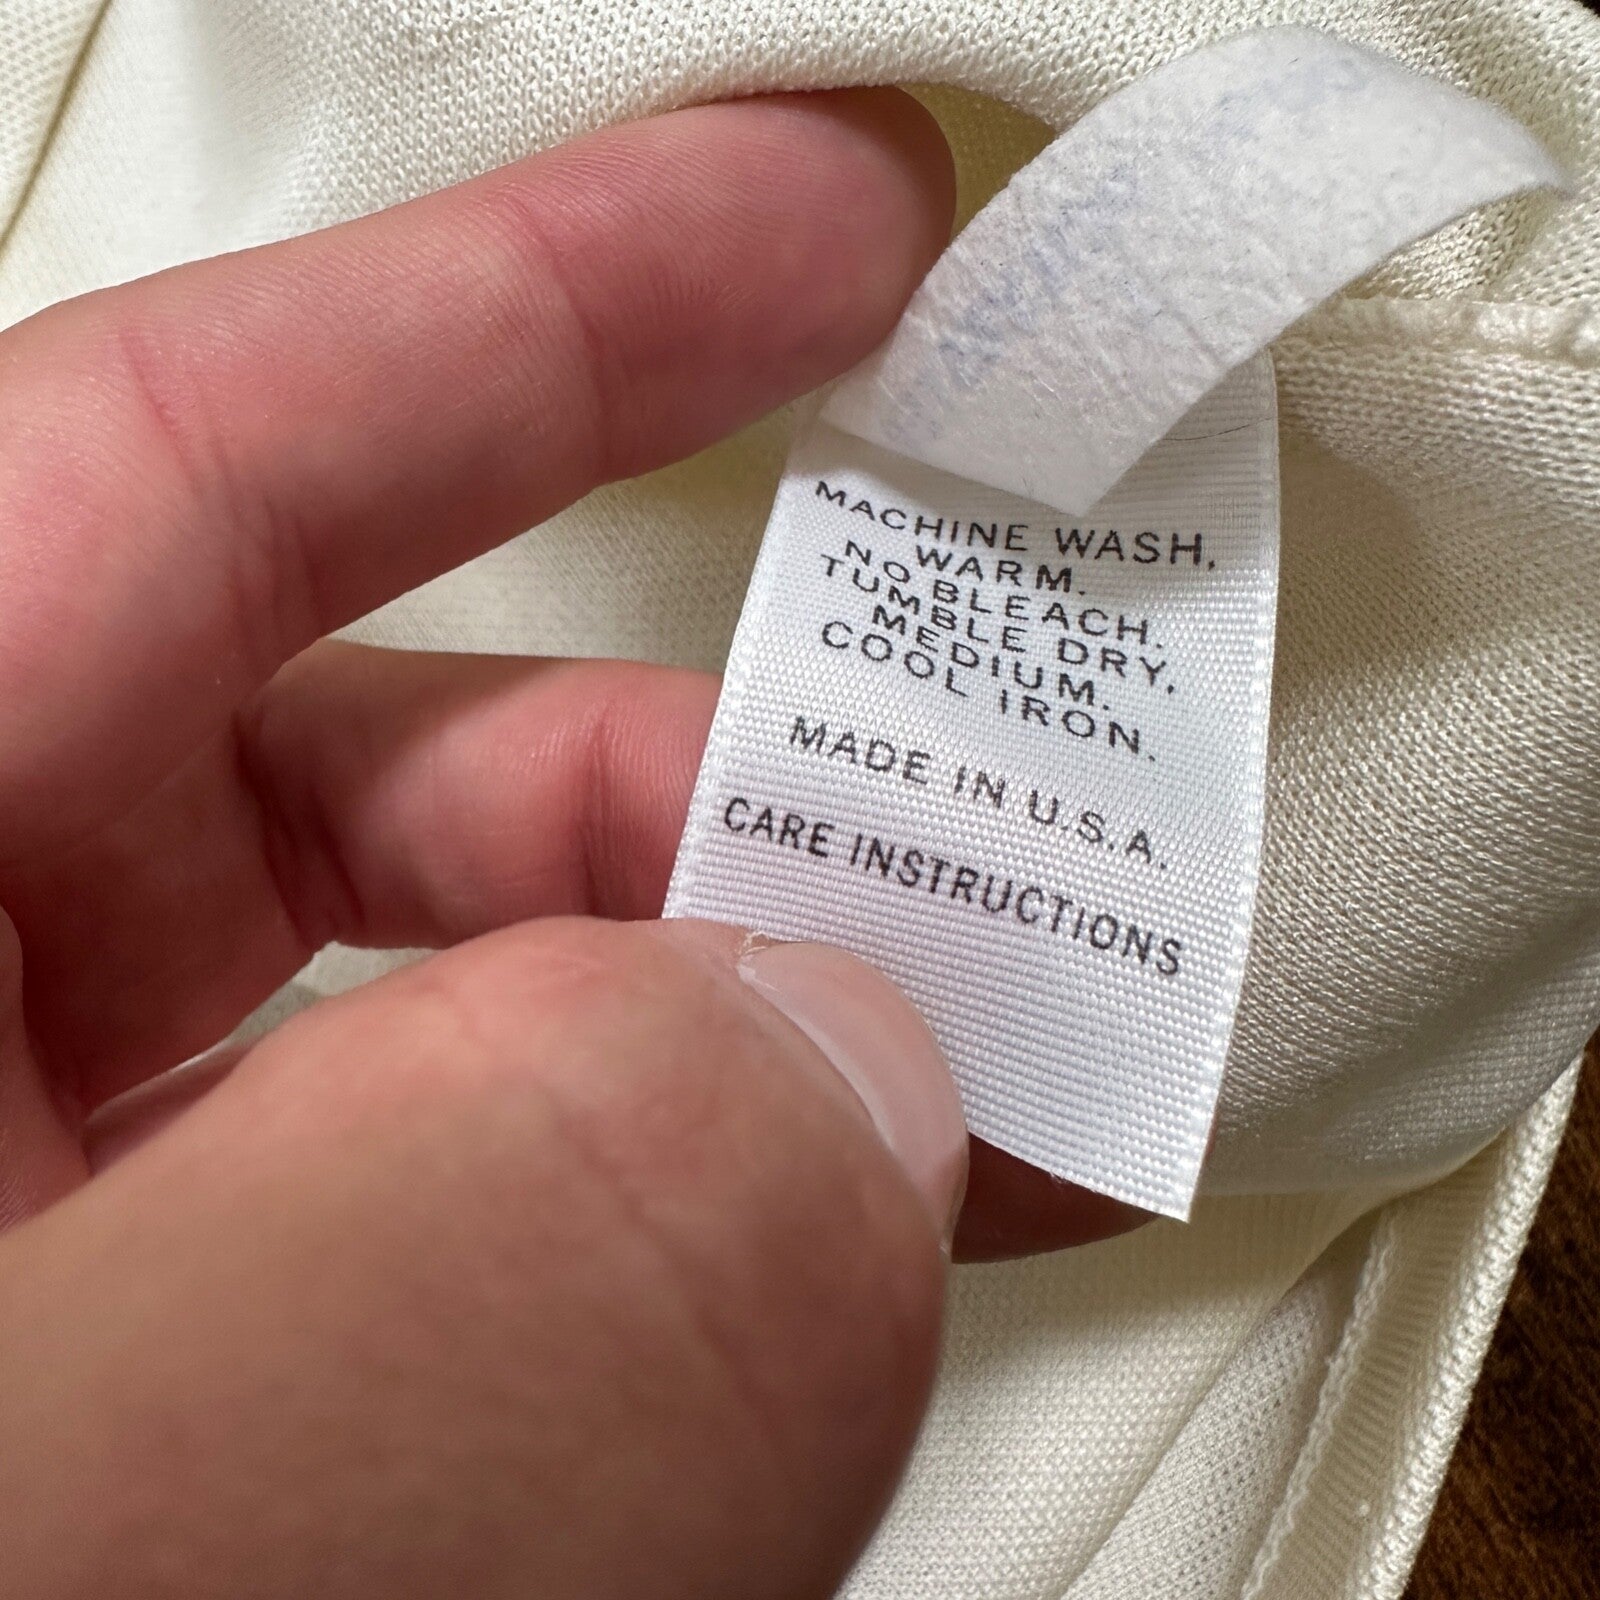 MACHINE WASH,
WARM.
NO BLEACH.
TUMBLE DRY,
MEDIUM.
COOL IRON.
MADE IN U.S.A.
CARE INSTRUCTIONS